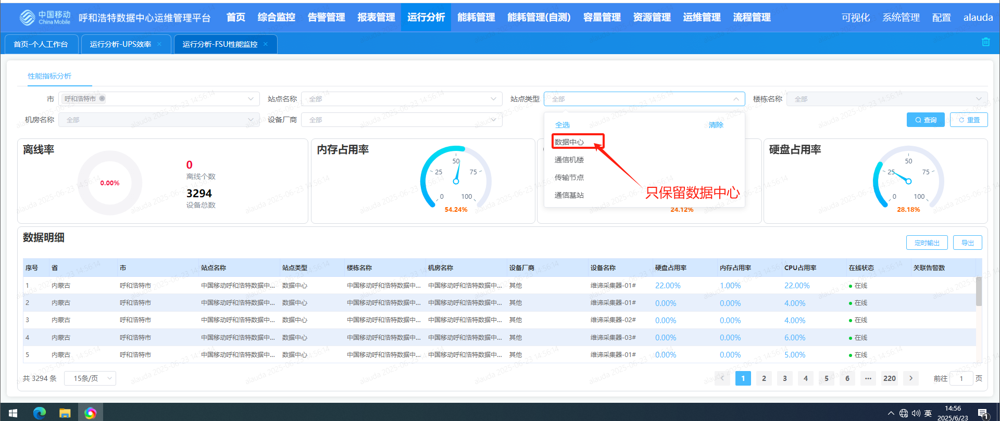 中国移动
China Mobile
呼和浩特数据中心运维管理平台
首页 综合监控 告警管理 报表管理 运行分析 能耗管理 能耗管理(自测) 容量管理 资源管理 运维管理 流程管理
可视化 系统管理 配置 alauda
首页-个人工作台 运行分析-UPS效率 × 运行分析-FSU性能监控 ×
性能指标分析
市 呼和浩特市 站点名称 全部 站点类型 全部 楼栋名称 全部
机房名称 全部 设备厂商 全部 查询 重置
全选 清除
数据中心
通信机楼
传输节点
通信基站
只保留数据中心
离线率
0.00%
0
离线个数
3294
设备总数
内存占用率
0 25 50 75 100
54.24%
24.12%
硬盘占用率
0 25 50 75 100
28.18%
数据明细
定时输出 导出
序号 省 市 站点名称 站点类型 楼栋名称 机房名称 设备厂商 设备名称 硬盘占用率 内存占用率 CPU占用率 在线状态 关联告警数
1 内蒙古 呼和浩特市 中国移动呼和浩特数据中... 数据中心 中国移动呼和浩特数据中... 中国移动呼和浩特数据中... 其他 维谛采集器-01# 22.00% 1.00% 22.00% 在线
2 内蒙古 呼和浩特市 中国移动呼和浩特数据中... 数据中心 中国移动呼和浩特数据中... 中国移动呼和浩特数据中... 其他 维谛采集器-01# 0.00% 0.00% 4.00% 在线
3 内蒙古 呼和浩特市 中国移动呼和浩特数据中... 数据中心 中国移动呼和浩特数据中... 中国移动呼和浩特数据中... 其他 维谛采集器-02# 0.00% 0.00% 4.00% 在线
4 内蒙古 呼和浩特市 中国移动呼和浩特数据中... 数据中心 中国移动呼和浩特数据中... 中国移动呼和浩特数据中... 其他 维谛采集器-03# 0.00% 0.00% 6.00% 在线
5 内蒙古 呼和浩特市 中国移动呼和浩特数据中... 数据中心 中国移动呼和浩特数据中... 中国移动呼和浩特数据中... 其他 维谛采集器-01# 0.00% 0.00% 5.00% 在线
共 3294 条 15条/页 < 1 2 3 4 5 6 ... 220 > 前往 1 页
alauda 2025-06-23 14:56:14
英
14:56
2025/6/23
1